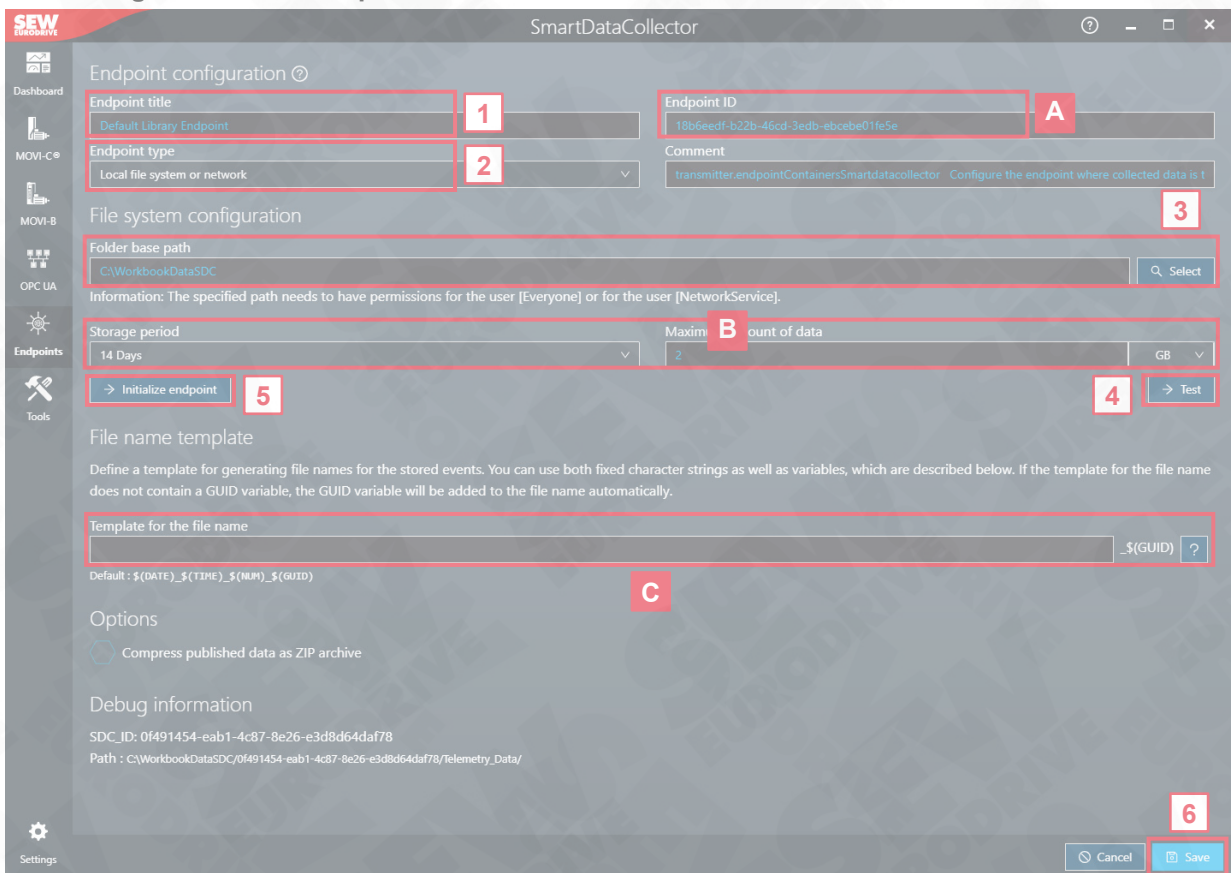 SEW
EURODRIVE
SmartDataCollector
Dashboard
MOVI-C®
MOVI-B
OPC UA
Endpoints
Tools
Settings
Endpoint configuration ?
Endpoint title
Default Library Endpoint
1
Endpoint ID
18b6eedf-b22b-46cd-3edb-ebcebe01fe5e
A
Endpoint type
Local file system or network
2
Comment
transmitter.endpointContainersSmartdatacollector Configure the endpoint where collected data is t
File system configuration
3
Folder base path
C:\WorkbookDataSDC
Select
Information: The specified path needs to have permissions for the user [Everyone] or for the user [NetworkService].
Storage period
14 Days
B
ount of data
2
GB
Initialize endpoint
5
4
Test
File name template
Define a template for generating file names for the stored events. You can use both fixed character strings as well as variables, which are described below. If the template for the file name
does not contain a GUID variable, the GUID variable will be added to the file name automatically.
Template for the file name
_$(GUID) ?
Default : $(DATE)_$(TIME)_$(NUM)_$(GUID)
C
Options
Compress published data as ZIP archive
Debug information
SDC_ID: 0f491454-eab1-4c87-8e26-e3d8d64daf78
Path : C:\WorkbookDataSDC/0f491454-eab1-4c87-8e26-e3d8d64daf78/Telemetry_Data/
6
Cancel
Save